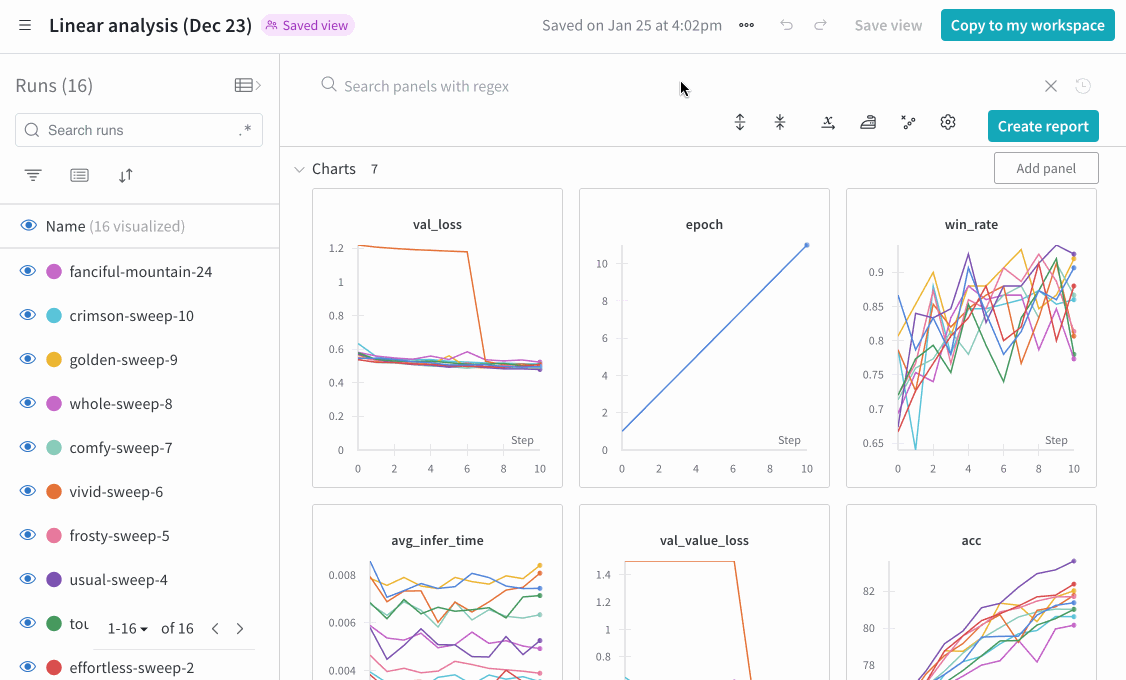 Linear analysis (Dec 23)
Saved view
Saved on Jan 25 at 4:02pm
Save view
Copy to my workspace
Runs (16)
Search runs
.*
Name (16 visualized)
fanciful-mountain-24
crimson-sweep-10
golden-sweep-9
whole-sweep-8
comfy-sweep-7
vivid-sweep-6
frosty-sweep-5
usual-sweep-4
1-16
of 16
effortless-sweep-2
Search panels with regex
Create report
Charts 7
Add panel
val_loss
1.2
1
0.8
0.6
0.4
0.2
0
Step
0 2 4 6 8 10
epoch
10
8
6
4
2
0
Step
0 2 4 6 8 10
win_rate
0.9
0.85
0.8
0.75
0.7
0.65
Step
0 2 4 6 8 10
avg_infer_time
0.008
0.006
0.004
val_value_loss
1.4
1.2
1
0.8
acc
82
80
78